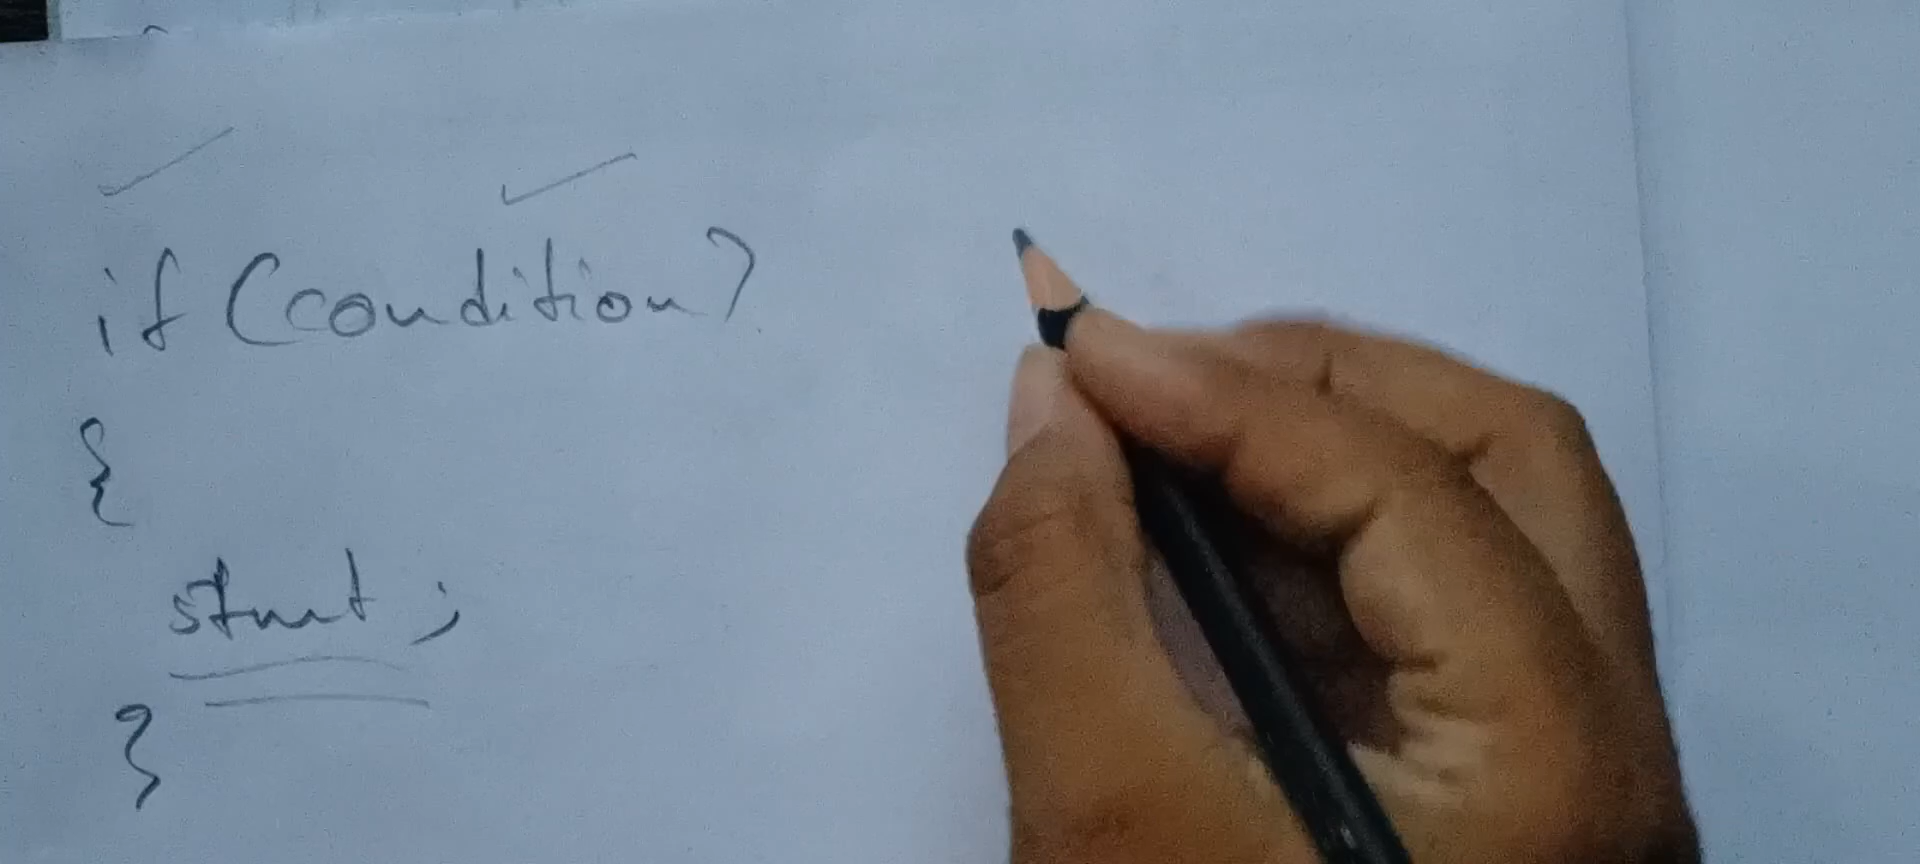 if (condition)
{
stmt ;
}